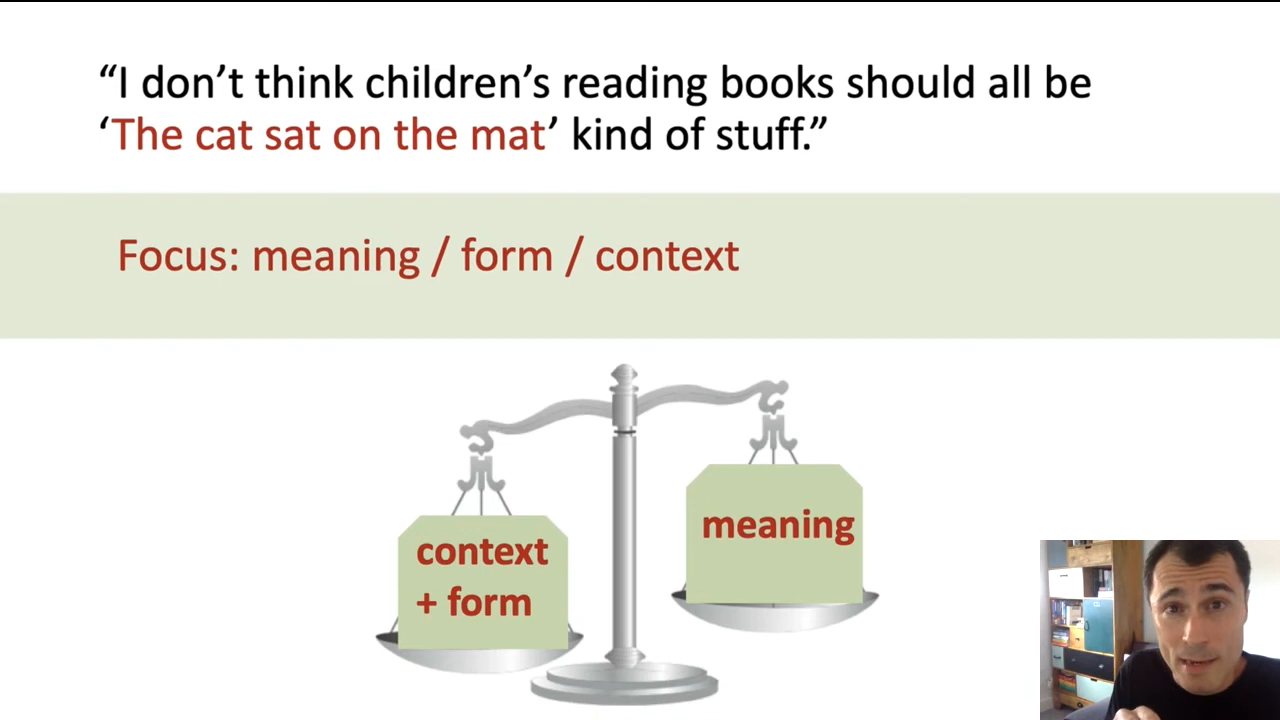 “I don’t think children’s reading books should all be
‘The cat sat on the mat’ kind of stuff.”
Focus: meaning / form / context
context
+ form
meaning